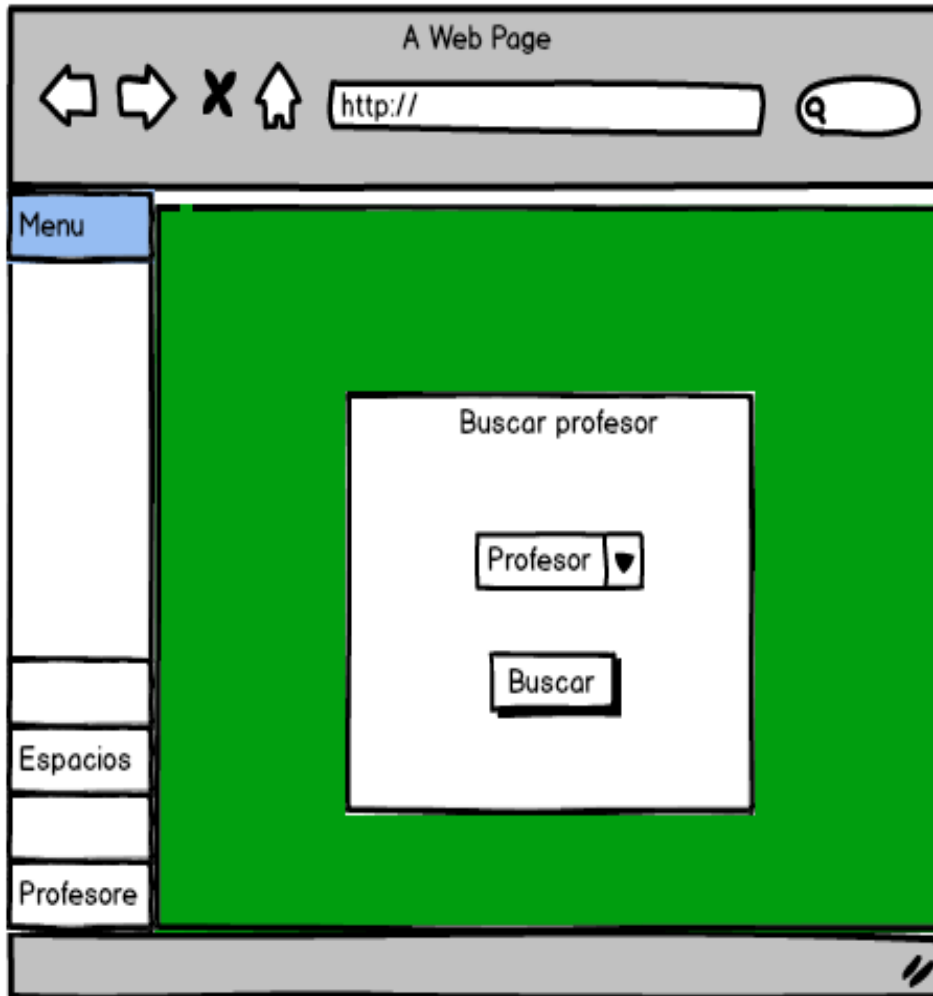 A Web Page
http://
Menu
Buscar profesor
Profesor
Buscar
Espacios
Profesore